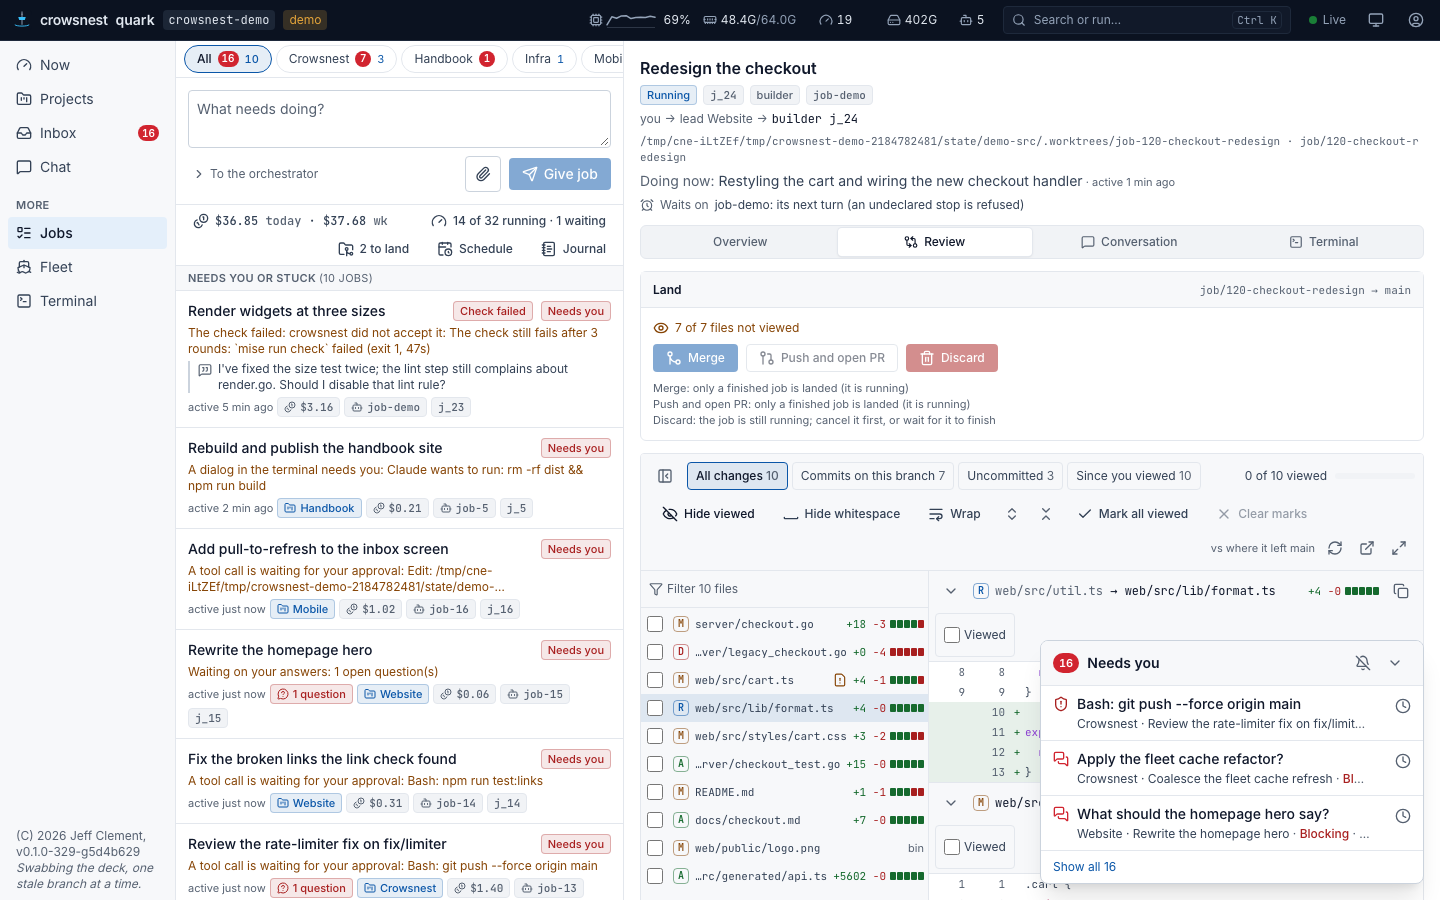 crowsnest quark crowsnest-demo demo
69% 48.4G/64.0G 19 402G 5
Search or run... Ctrl K
Live
Now
Projects
Inbox 16
Chat
MORE
Jobs
Fleet
Terminal
(C) 2026 Jeff Clement,
v0.1.0-329-g5d4b629
Swabbing the deck, one
stale branch at a time.
All 16 10
Crowsnest 7 3
Handbook 1
Infra 1
Mobi
What needs doing?
To the orchestrator
Give job
$36.85 today · $37.68 wk
14 of 32 running · 1 waiting
2 to land
Schedule
Journal
NEEDS YOU OR STUCK (10 JOBS)
Render widgets at three sizes Check failed Needs you
The check failed: crowsnest did not accept it: The check still fails after 3
rounds: `mise run check` failed (exit 1, 47s)
I've fixed the size test twice; the lint step still complains about
render.go. Should I disable that lint rule?
active 5 min ago $3.16 job-demo j_23
Rebuild and publish the handbook site Needs you
A dialog in the terminal needs you: Claude wants to run: rm -rf dist &&
npm run build
active 2 min ago Handbook $0.21 job-5 j_5
Add pull-to-refresh to the inbox screen Needs you
A tool call is waiting for your approval: Edit: /tmp/cne-
iLtZEf/tmp/crowsnest-demo-2184782481/state/demo-...
active just now Mobile $1.02 job-16 j_16
Rewrite the homepage hero Needs you
Waiting on your answers: 1 open question(s)
active just now 1 question Website $0.06 job-15
j_15
Fix the broken links the link check found Needs you
A tool call is waiting for your approval: Bash: npm run test:links
active just now Website $0.31 job-14 j_14
Review the rate-limiter fix on fix/limiter Needs you
A tool call is waiting for your approval: Bash: git push --force origin main
active just now 1 question Crowsnest $1.40 job-13
Redesign the checkout
Running j_24 builder job-demo
you → lead Website → builder j_24
/tmp/cne-iLtZEf/tmp/crowsnest-demo-2184782481/state/demo-src/.worktrees/job-120-checkout-redesign · job/120-checkout-r
edesign
Doing now: Restyling the cart and wiring the new checkout handler · active 1 min ago
Waits on job-demo: its next turn (an undeclared stop is refused)
Overview
Review
Conversation
Terminal
Land job/120-checkout-redesign → main
7 of 7 files not viewed
Merge
Push and open PR
Discard
Merge: only a finished job is landed (it is running)
Push and open PR: only a finished job is landed (it is running)
Discard: the job is still running; cancel it first, or wait for it to finish
All changes 10
Commits on this branch 7
Uncommitted 3
Since you viewed 10
0 of 10 viewed
Hide viewed
Hide whitespace
Wrap
Mark all viewed
Clear marks
vs where it left main
Filter 10 files
M server/checkout.go +18 -3
D …ver/legacy_checkout.go +0 -4
M web/src/cart.ts +4 -1
R web/src/lib/format.ts +4 -0
M web/src/styles/cart.css +3 -2
A …rver/checkout_test.go +15 -0
M README.md +1 -1
A docs/checkout.md +7 -0
M web/public/logo.png bin
A …rc/generated/api.ts +5602 -0
R web/src/util.ts → web/src/lib/format.ts +4 -0
Viewed
8 8
9 9 }
10 +
11 + exp
12 +
13 + }
M web/src
Viewed
1 1 .cart {
16 Needs you
Bash: git push --force origin main
Crowsnest · Review the rate-limiter fix on fix/limit...
Apply the fleet cache refactor?
Crowsnest · Coalesce the fleet cache refresh · Bl...
What should the homepage hero say?
Website · Rewrite the homepage hero · Blocking · ...
Show all 16